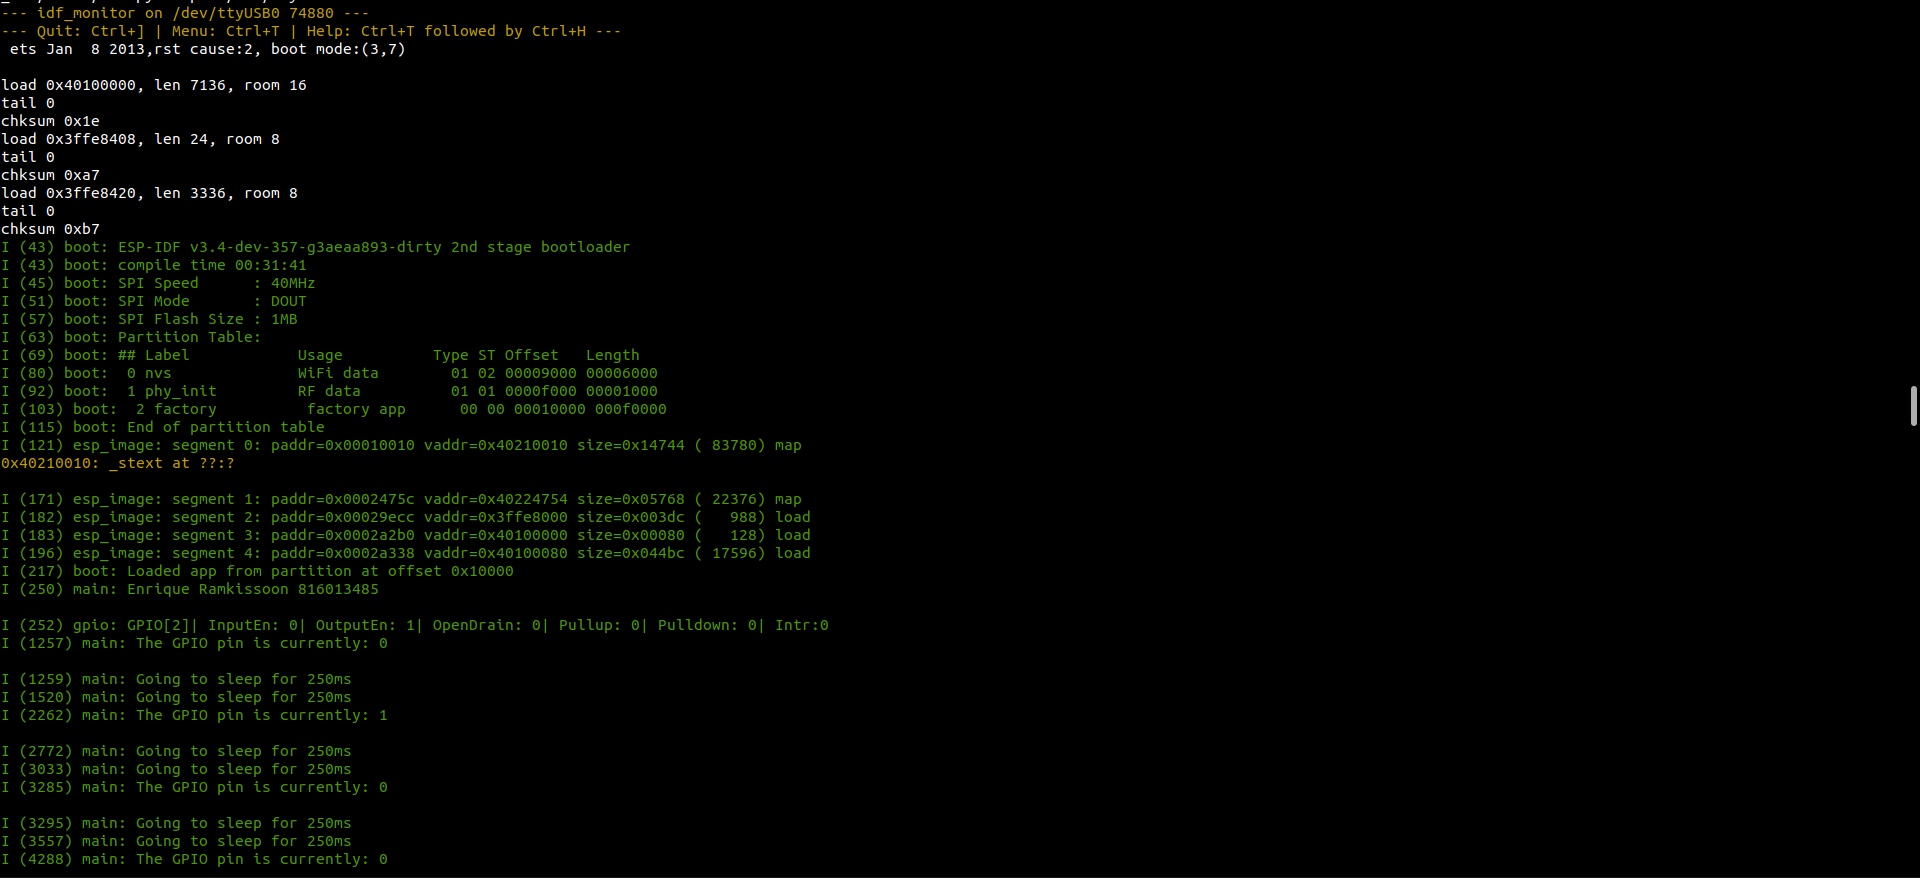 --- idf_monitor on /dev/ttyUSB0 74880 ---
--- Quit: Ctrl+] | Menu: Ctrl+T | Help: Ctrl+T followed by Ctrl+H ---
 ets Jan  8 2013,rst cause:2, boot mode:(3,7)

load 0x40100000, len 7136, room 16
tail 0
chksum 0x1e
load 0x3ffe8408, len 24, room 8
tail 0
chksum 0xa7
load 0x3ffe8420, len 3336, room 8
tail 0
chksum 0xb7
I (43) boot: ESP-IDF v3.4-dev-357-g3aeaa893-dirty 2nd stage bootloader
I (43) boot: compile time 00:31:41
I (45) boot: SPI Speed      : 40MHz
I (51) boot: SPI Mode       : DOUT
I (57) boot: SPI Flash Size : 1MB
I (63) boot: Partition Table:
I (69) boot: ## Label            Usage          Type ST Offset   Length
I (80) boot:  0 nvs              WiFi data        01 02 00009000 00006000
I (92) boot:  1 phy_init         RF data          01 01 0000f000 00001000
I (103) boot:  2 factory          factory app      00 00 00010000 000f0000
I (115) boot: End of partition table
I (121) esp_image: segment 0: paddr=0x00010010 vaddr=0x40210010 size=0x14744 ( 83780) map
0x40210010: _stext at ??:?

I (171) esp_image: segment 1: paddr=0x0002475c vaddr=0x40224754 size=0x05768 ( 22376) map
I (182) esp_image: segment 2: paddr=0x00029ecc vaddr=0x3ffe8000 size=0x003dc (   988) load
I (183) esp_image: segment 3: paddr=0x0002a2b0 vaddr=0x40100000 size=0x00080 (   128) load
I (196) esp_image: segment 4: paddr=0x0002a338 vaddr=0x40100080 size=0x044bc ( 17596) load
I (217) boot: Loaded app from partition at offset 0x10000
I (250) main: Enrique Ramkissoon 816013485

I (252) gpio: GPIO[2]| InputEn: 0| OutputEn: 1| OpenDrain: 0| Pullup: 0| Pulldown: 0| Intr:0
I (1257) main: The GPIO pin is currently: 0

I (1259) main: Going to sleep for 250ms
I (1520) main: Going to sleep for 250ms
I (2262) main: The GPIO pin is currently: 1

I (2772) main: Going to sleep for 250ms
I (3033) main: Going to sleep for 250ms
I (3285) main: The GPIO pin is currently: 0

I (3295) main: Going to sleep for 250ms
I (3557) main: Going to sleep for 250ms
I (4288) main: The GPIO pin is currently: 0